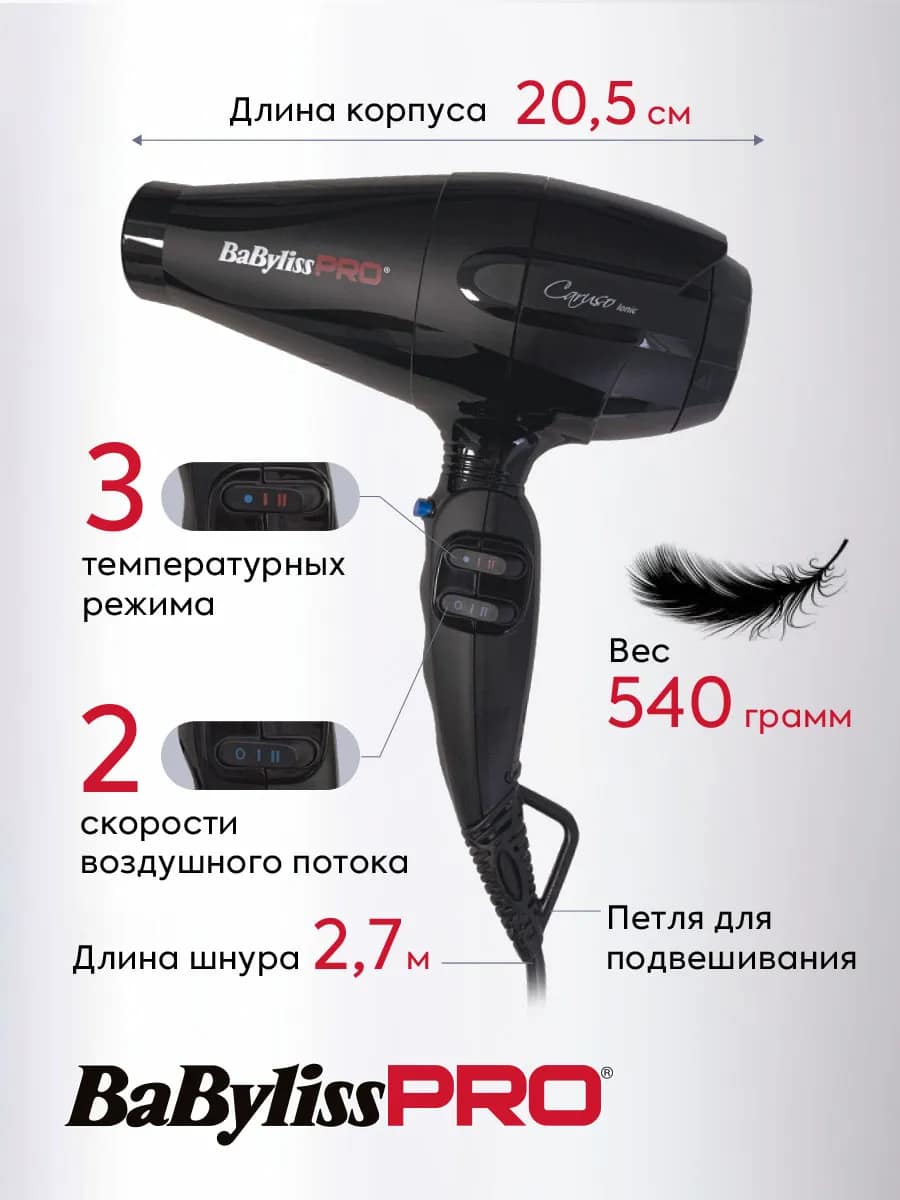 Длина корпуса 20,5 см
BaBylissPRO®
Caruso Ionic
3
температурных
режима
Вес
540 грамм
2
O I II
скорости
воздушного потока
Длина шнура 2,7 м
Петля для
подвешивания
BaBylissPRO®